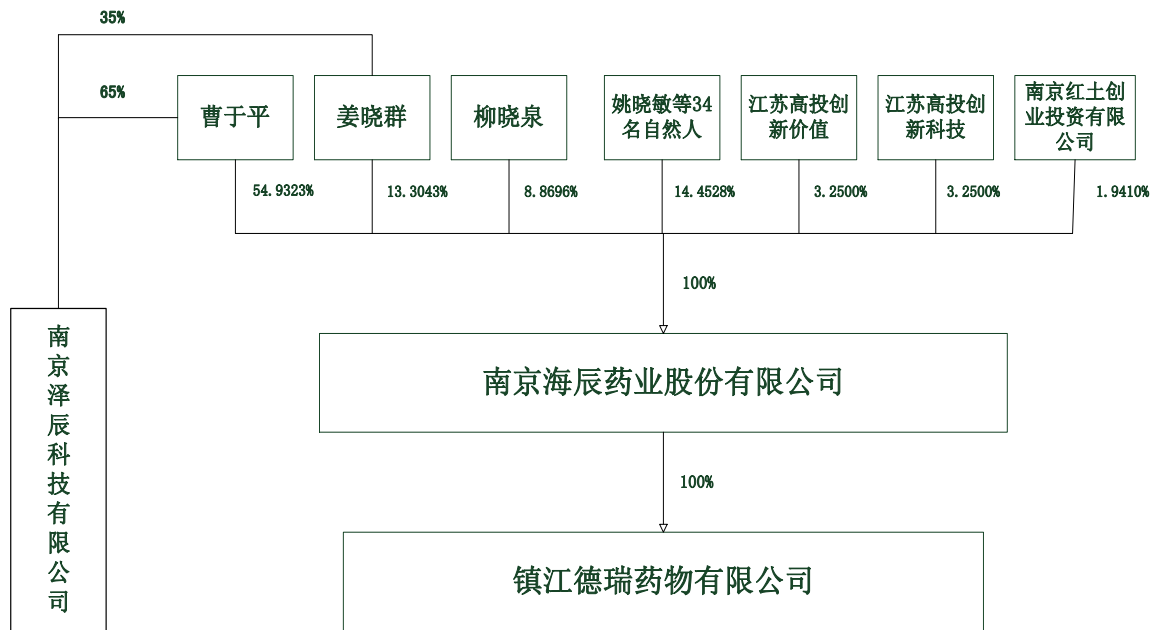 35%
65%
曹于平
姜晓群
柳晓泉
姚晓敏等34
名自然人
江苏高投创
新价值
江苏高投创
新科技
南京红土创
业投资有限
公司
54.9323%
13.3043%
8.8696%
14.4528%
3.2500%
3.2500%
1.9410%
100%
南京海辰药业股份有限公司
100%
镇江德瑞药物有限公司
南京泽辰科技有限公司